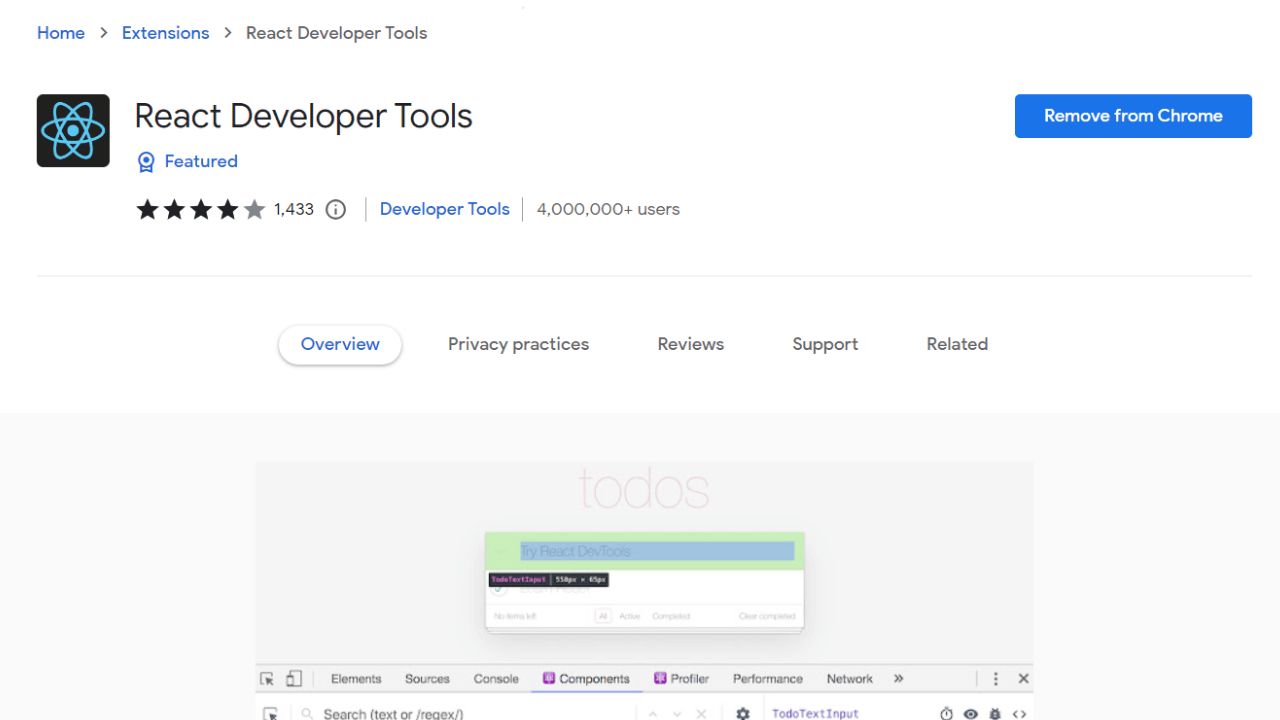 Home > Extensions > React Developer Tools
React Developer Tools
Remove from Chrome
Featured
1,433 Developer Tools 4,000,000+ users
Overview Privacy practices Reviews Support Related
todos
Try React DevTools
TodoTextInput | 550px × 65px
No items left All Active Completed Clear completed
Elements Sources Console Components Profiler Performance Network »
Search (text or /regex/) TodoTextInput